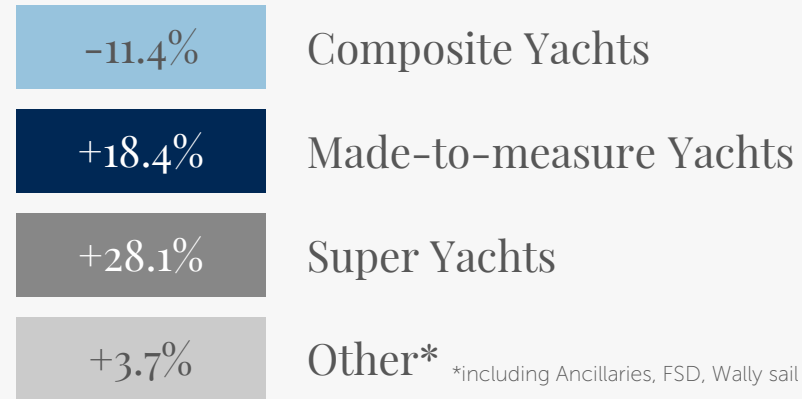 -11.4% Composite Yachts
+18.4% Made-to-measure Yachts
+28.1% Super Yachts
+3.7% Other* *including Ancillaries, FSD, Wally sail